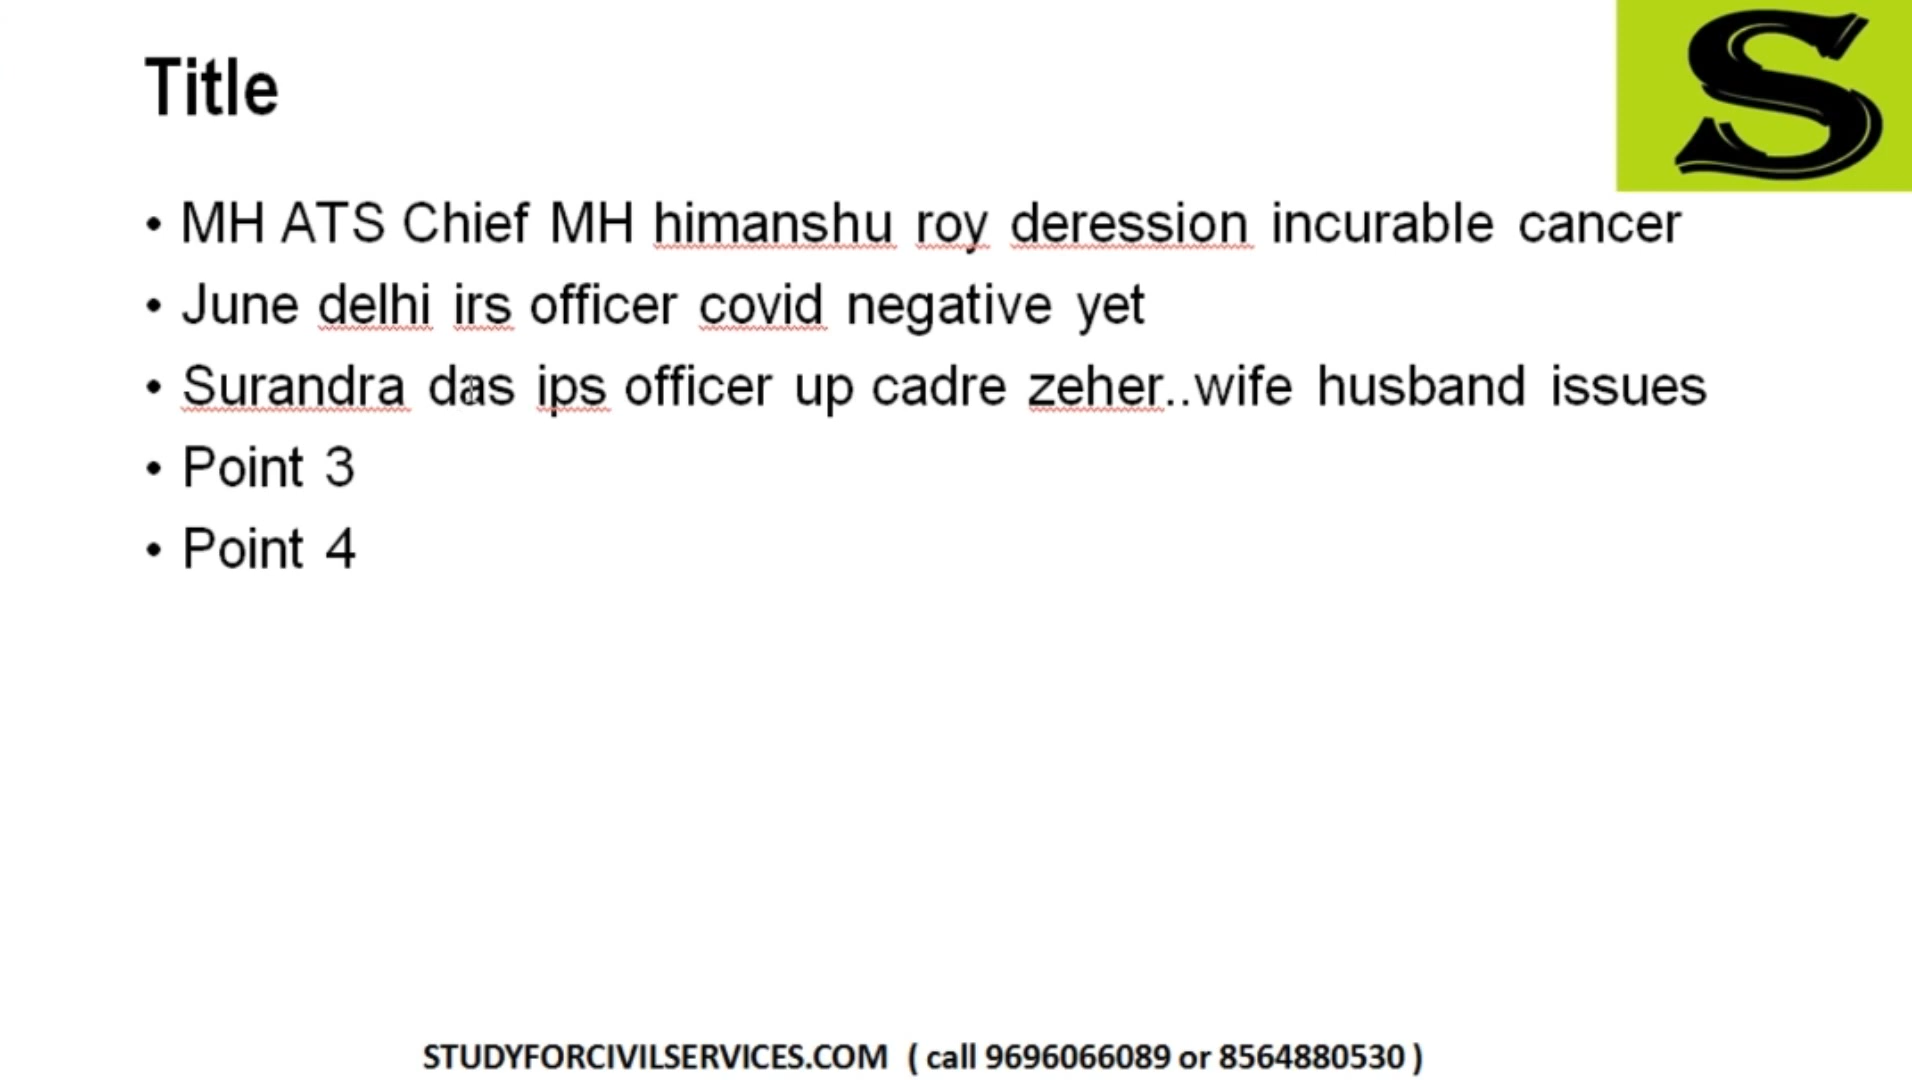 Title
S
• MH ATS Chief MH himanshu roy deression incurable cancer
• June delhi irs officer covid negative yet
• Surandra das ips officer up cadre zeher..wife husband issues
• Point 3
• Point 4
STUDYFORCIVILSERVICES.COM ( call 9696066089 or 8564880530 )